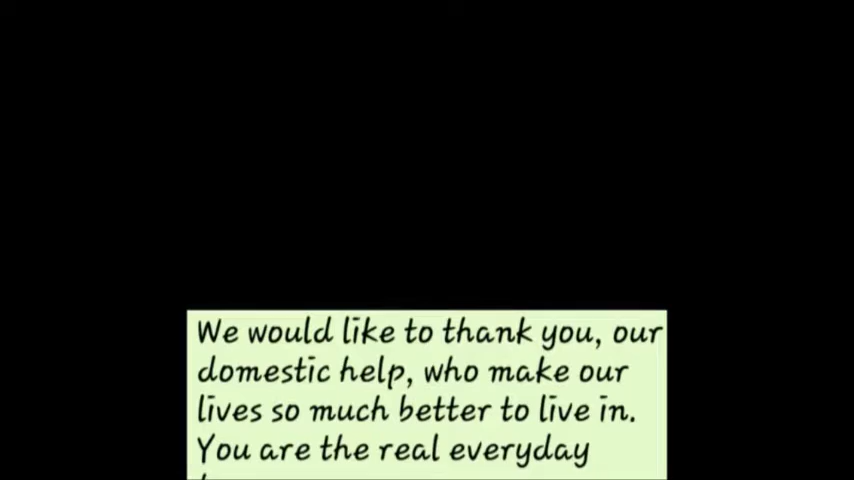 We would like to thank you, our
domestic help, who make our
lives so much better to live in.
You are the real everyday